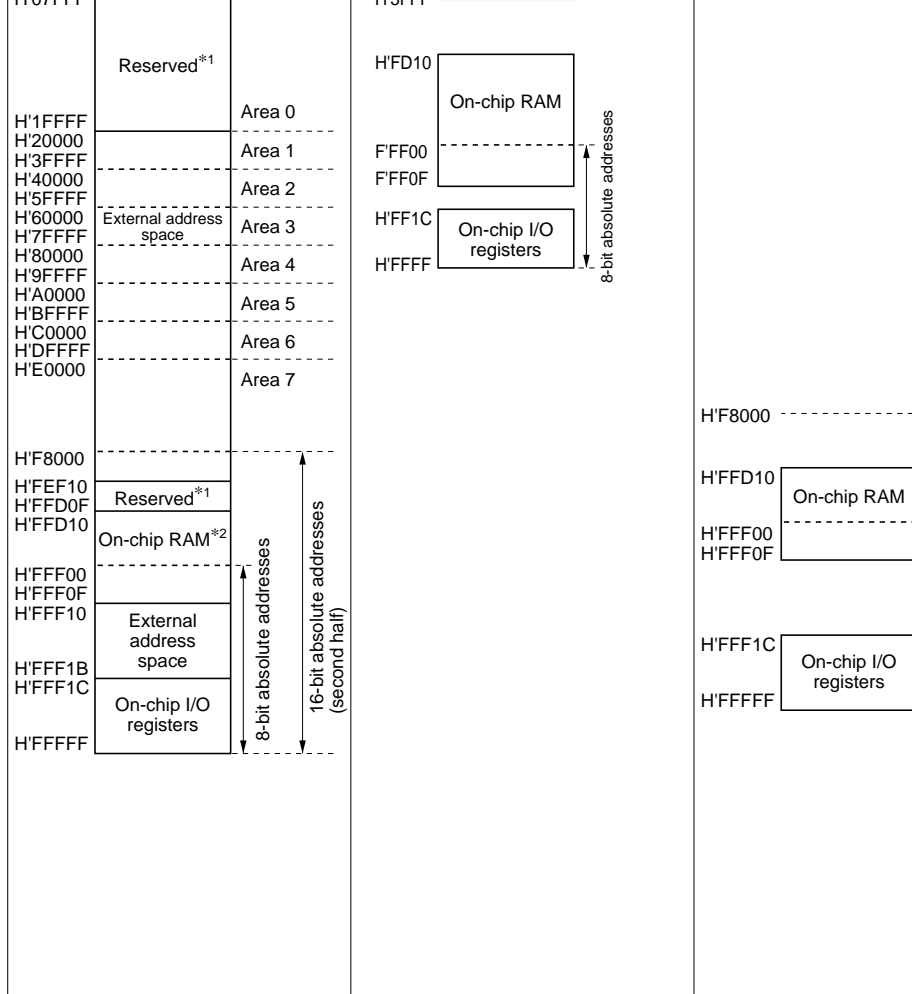 Reserved*1
H'1FFFF
Area 0
H'20000
H'3FFFF
Area 1
H'40000
H'5FFFF
Area 2
H'60000
H'7FFFF
External address
space
Area 3
H'80000
H'9FFFF
Area 4
H'A0000
H'BFFFF
Area 5
H'C0000
H'DFFFF
Area 6
H'E0000
Area 7
H'F8000
H'FEF10
H'FFD0F
Reserved*1
H'FFD10
On-chip RAM*2
H'FFF00
H'FFF0F
H'FFF10
External
address
space
H'FFF1B
H'FFF1C
On-chip I/O
registers
H'FFFFF
8-bit absolute addresses
16-bit absolute addresses
(second half)
H'FD10
On-chip RAM
F'FF00
F'FF0F
H'FF1C
On-chip I/O
registers
H'FFFF
8-bit absolute addresses
H'F8000
H'FFD10
On-chip RAM
H'FFF00
H'FFF0F
H'FFF1C
On-chip I/O
registers
H'FFFFF